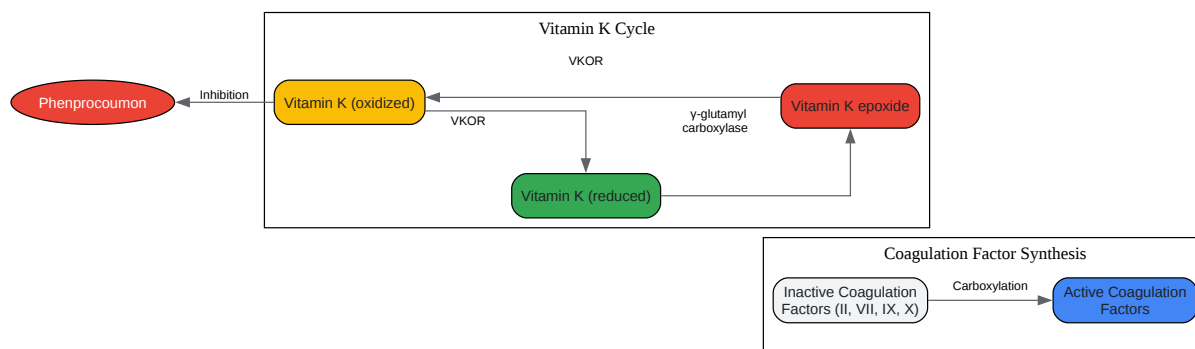 Vitamin K Cycle
VKOR
Phenprocoumon
Inhibition
Vitamin K (oxidized)
Vitamin K epoxide
VKOR
γ-glutamyl
carboxylase
Vitamin K (reduced)
Coagulation Factor Synthesis
Inactive Coagulation
Factors (II, VII, IX, X)
Carboxylation
Active Coagulation
Factors